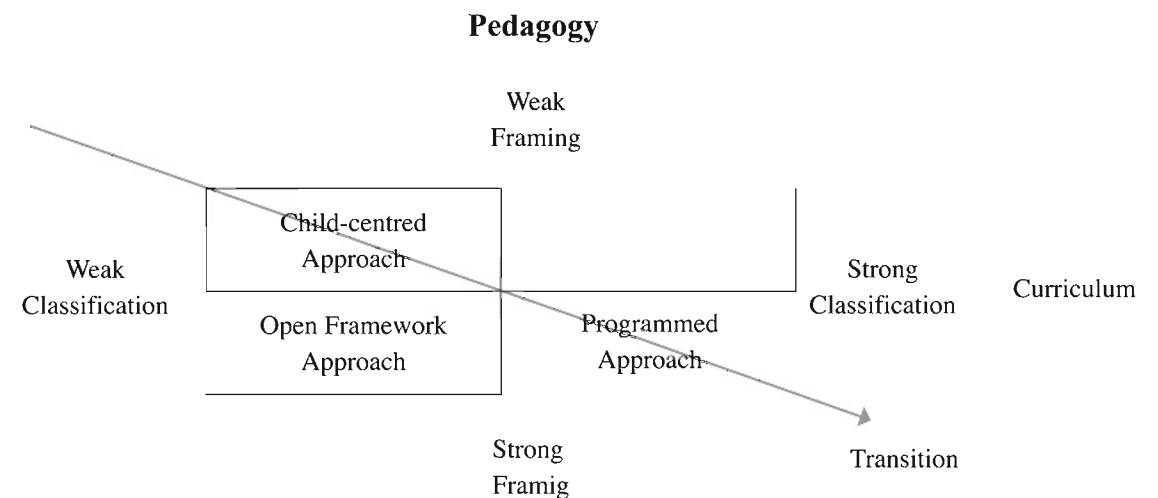 Pedagogy
Weak
Framing
Child-centred
Approach
Weak
Classification
Strong
Classification
Curriculum
Open Framework
Approach
Programmed
Approach
Strong
Framig
Transition